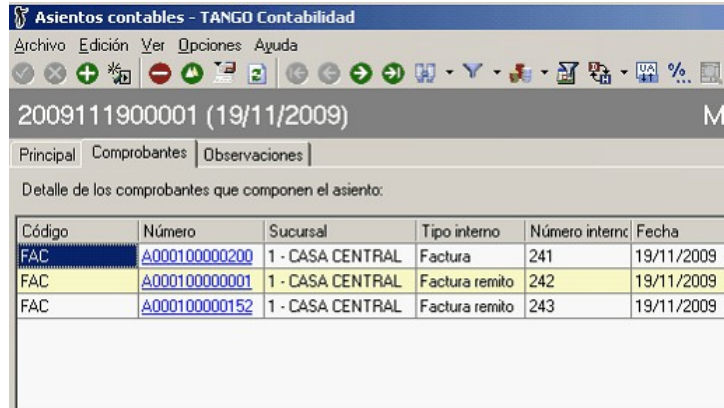 Asientos contables - TANGO Contabilidad
Archivo Edición Ver Opciones Ayuda
2009111900001 (19/11/2009) M
Principal Comprobantes Observaciones
Detalle de los comprobantes que componen el asiento:
Código Número Sucursal Tipo interno Número interno Fecha
FAC A000100000200 1 - CASA CENTRAL Factura 241 19/11/2009
FAC A000100000001 1 - CASA CENTRAL Factura remito 242 19/11/2009
FAC A000100000152 1 - CASA CENTRAL Factura remito 243 19/11/2009